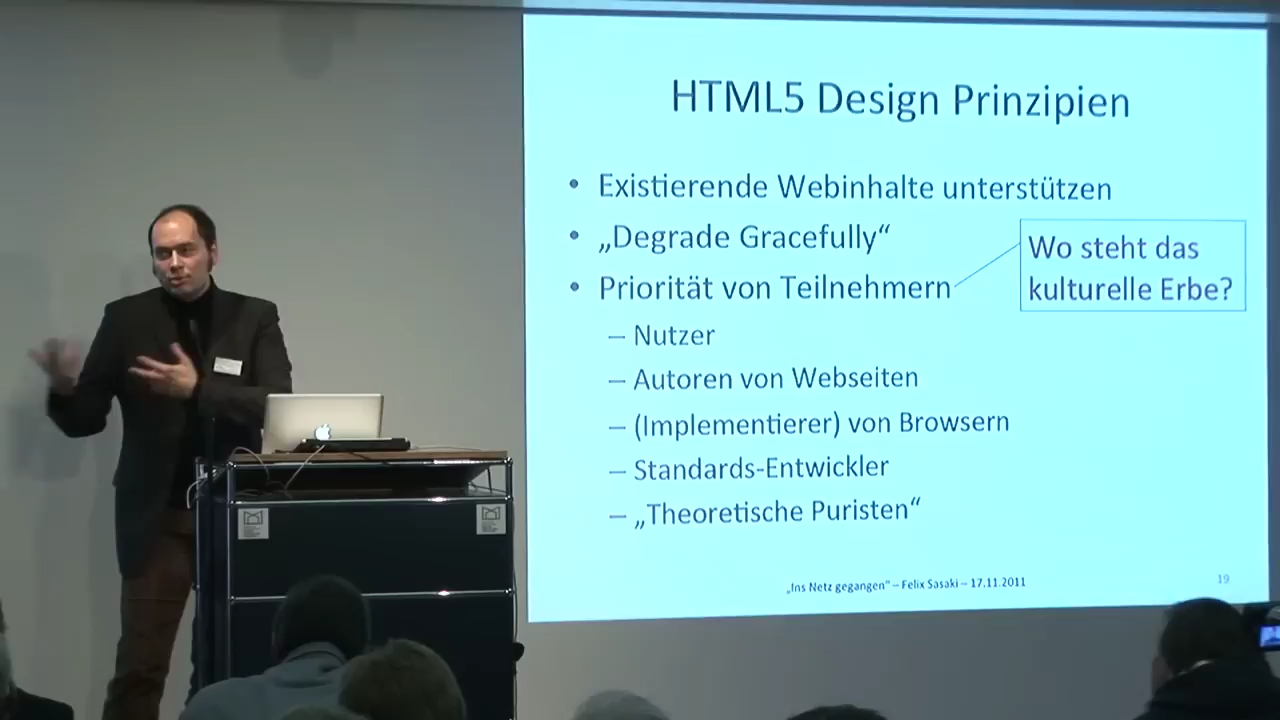 HTML5 Design Prinzipien
• Existierende Webinhalte unterstützen
• „Degrade Gracefully“
• Priorität von Teilnehmern
Wo steht das
kulturelle Erbe?
– Nutzer
– Autoren von Webseiten
– (Implementierer) von Browsern
– Standards-Entwickler
– „Theoretische Puristen“
„Ins Netz gegangen“ – Felix Sasaki – 17.11.2011
19